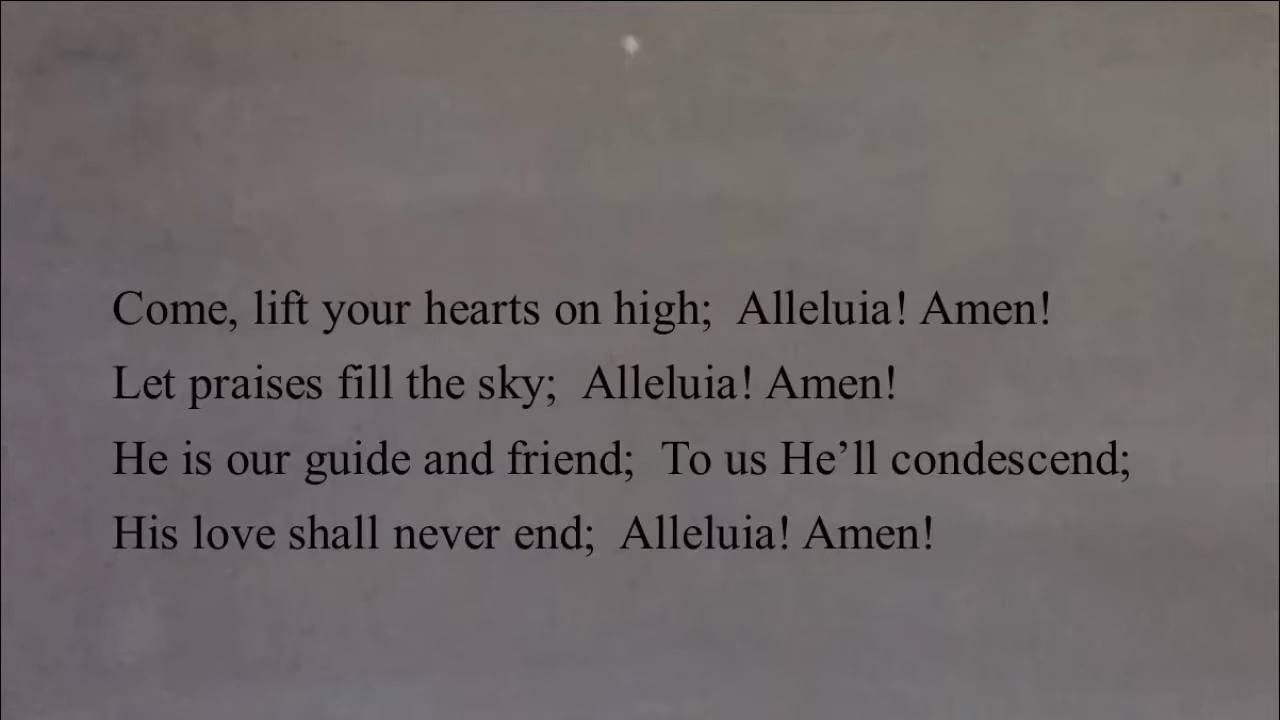 Come, lift your hearts on high;  Alleluia! Amen!
Let praises fill the sky;  Alleluia! Amen!
He is our guide and friend;  To us He’ll condescend;
His love shall never end;  Alleluia! Amen!